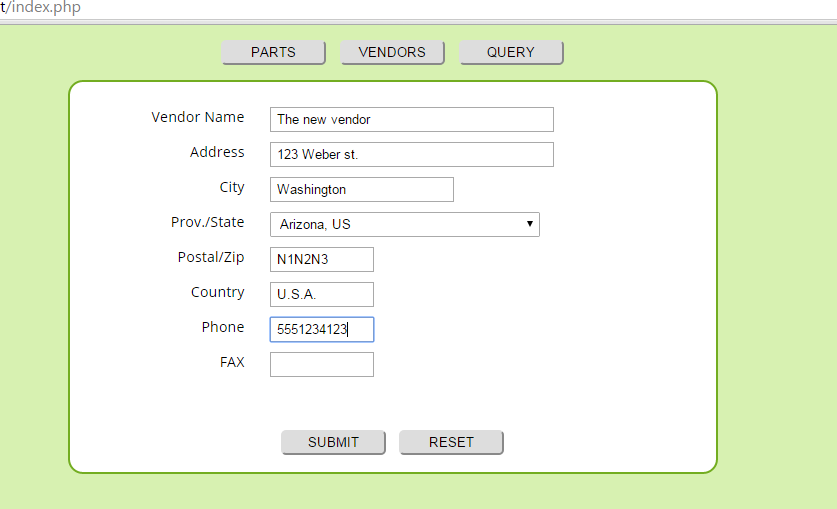 t/index.php
PARTS VENDORS QUERY
Vendor Name The new vendor
Address 123 Weber st.
City Washington
Prov./State Arizona, US
Postal/Zip N1N2N3
Country U.S.A.
Phone 5551234123
FAX
SUBMIT RESET